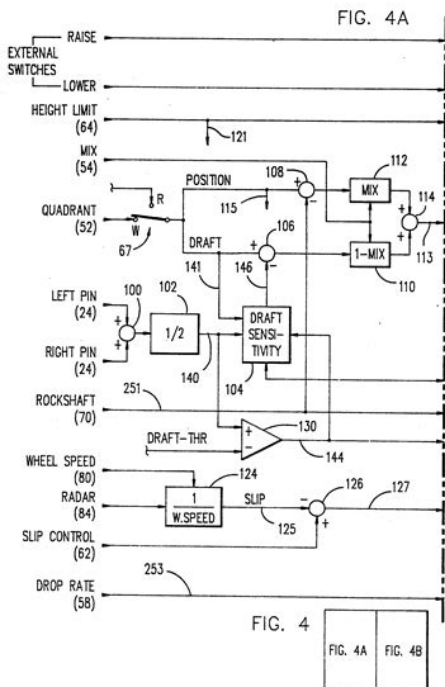 FIG. 4A
RAISE
EXTERNAL
SWITCHES
LOWER
HEIGHT LIMIT
(64)
121
MIX
(54)
108
+
-
112
MIX
114
+
+
113
POSITION
115
R
QUADRANT
(52)
W
67
106
+
-
DRAFT
141
146
1-MIX
110
LEFT PIN
(24)
100
+
+
102
1/2
RIGHT PIN
(24)
140
DRAFT
SENSI-
TIVITY
104
ROCKSHAFT
(70)
251
130
+
-
DRAFT-THR
144
WHEEL SPEED
(80)
124
RADAR
(84)
1
W.SPEED
SLIP
125
-
+
126
127
SLIP CONTROL
(62)
DROP RATE
(58)
253
FIG. 4
FIG. 4A
FIG. 4B